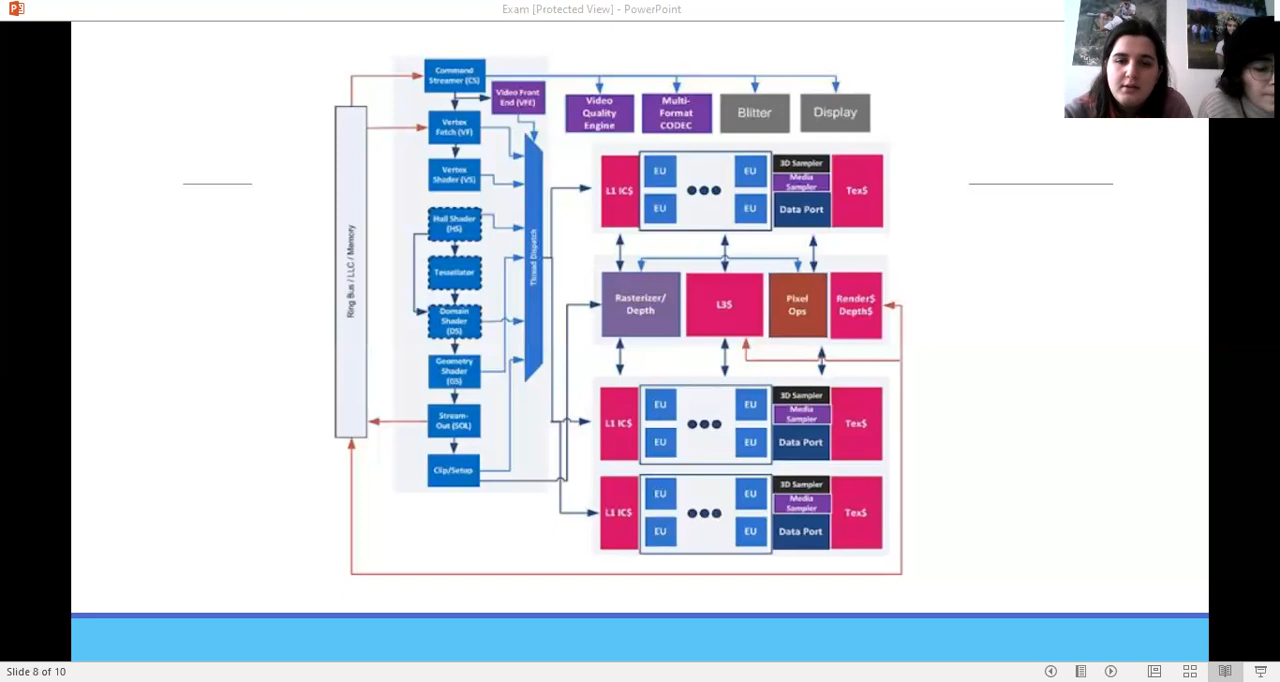 Exam [Protected View] - PowerPoint
Command
Streamer (CS)
Video Front
End (VFE)
Video
Quality
Engine
Multi-
Format
CODEC
Blitter
Display
Vertex
Fetch (VF)
Vertex
Shader (VS)
Hall Shader
(HS)
Tessellator
Domain
Shader
(DS)
Geometry
Shader
(GS)
Stream-
Out (SOL)
Clip/Setup
Ring Bus / LLC / Memory
Thread Dispatch
L1 IC$
EU
EU
EU
EU
3D Sampler
Media
Sampler
Data Port
Tex$
Rasterizer/
Depth
L3$
Pixel
Ops
Render$
Depth$
L1 IC$
EU
EU
EU
EU
3D Sampler
Media
Sampler
Data Port
Tex$
L1 IC$
EU
EU
EU
EU
3D Sampler
Media
Sampler
Data Port
Tex$
Slide 8 of 10